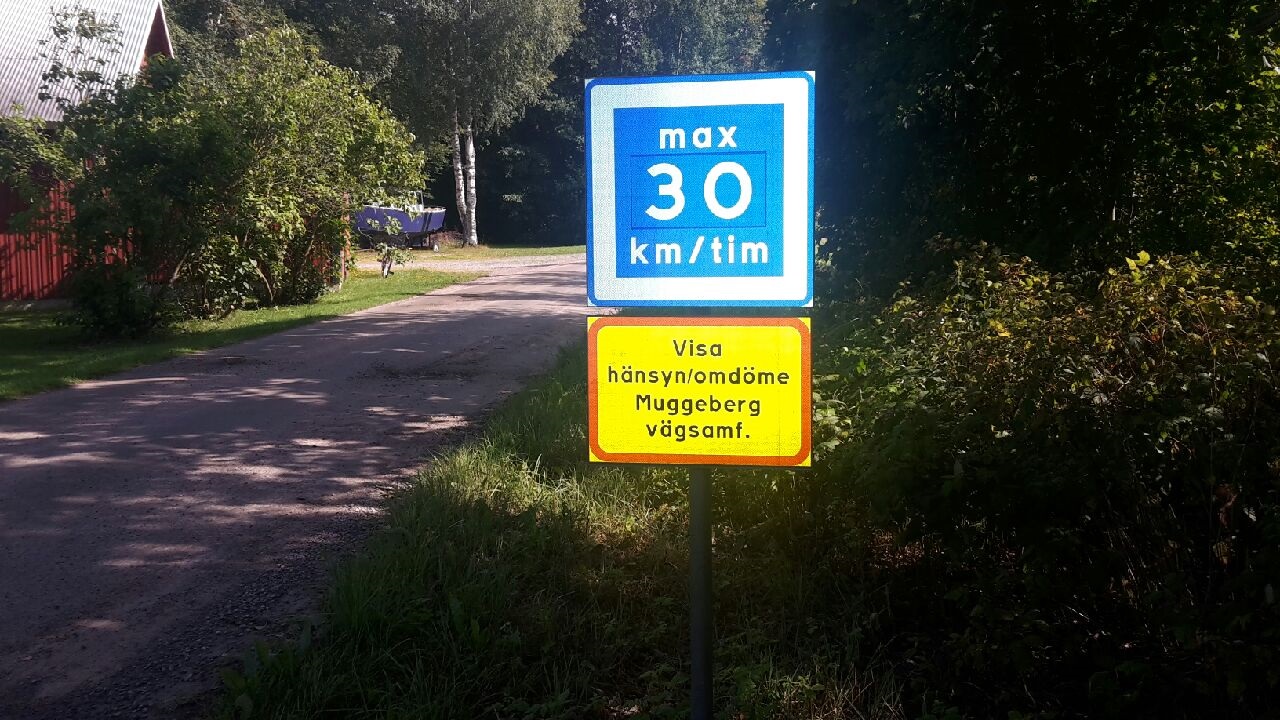 max
30
km/tim
Visa
hänsyn/omdöme
Muggeberg
vägsamf.